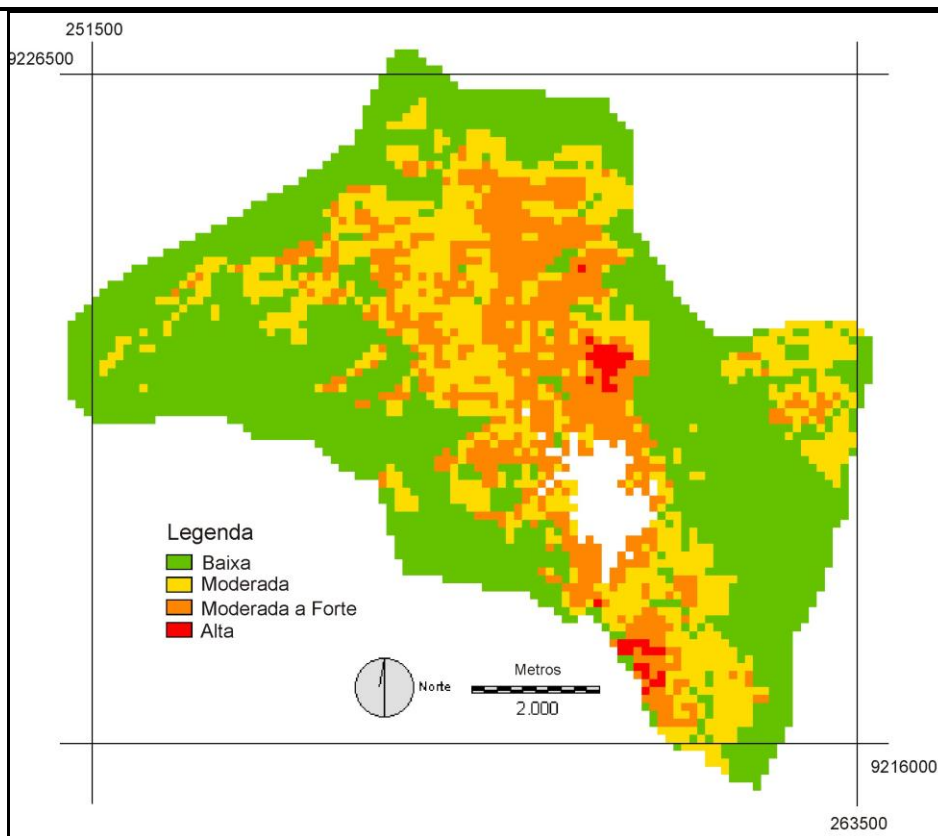 251500
9226500
Legenda
Baixa
Moderada
Moderada a Forte
Alta
Norte
Metros
2.000
9216000
263500